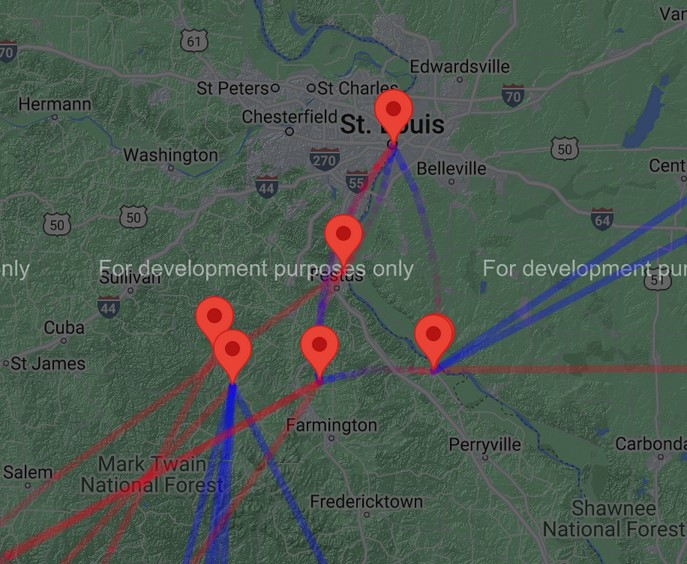 61
Van
70
Edwardsville
St Peters
St Charles
70
Hermann
Chesterfield
St. Louis
50
Washington
270
Belleville
Cent
44
55
50
50
64
nly
For development purposes only
For development pur
Sullivan
Festus
51
44
Cuba
St James
Farmington
Perryville
Carbonda
Salem
Mark Twain
National Forest
Fredericktown
Shawnee
National Forest